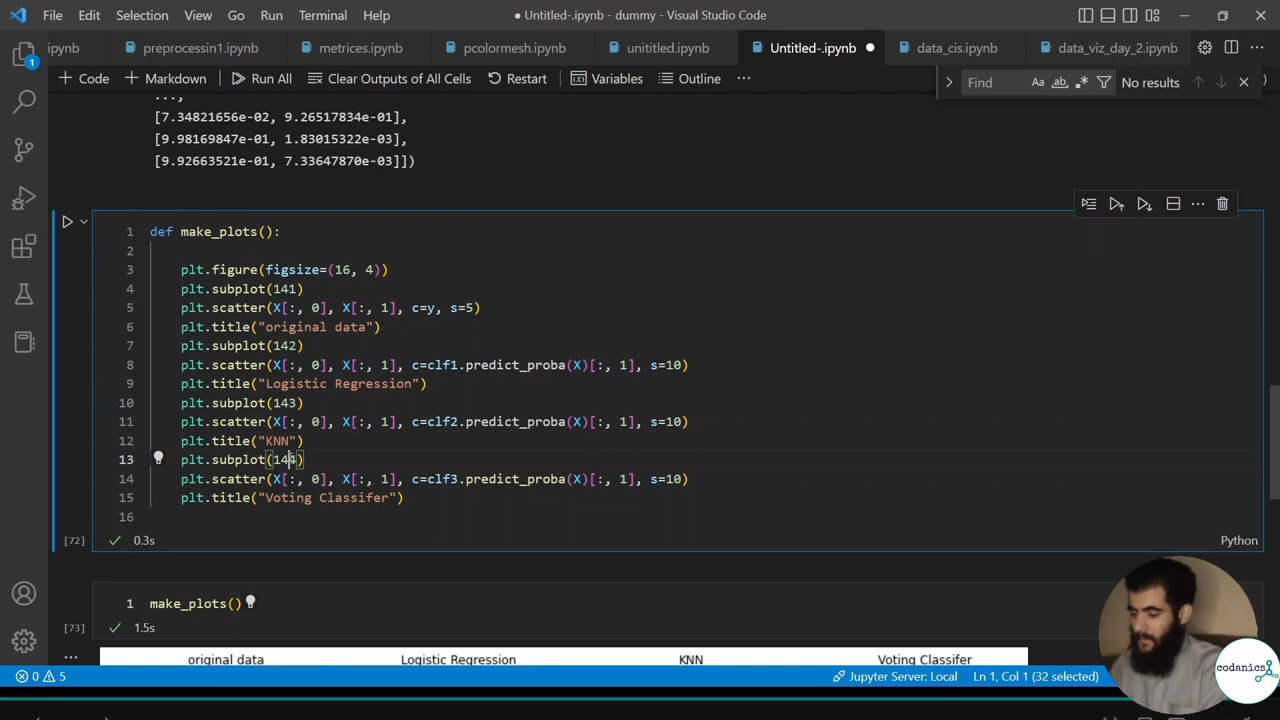 File Edit Selection View Go Run Terminal Help
● Untitled-.ipynb - dummy - Visual Studio Code
ipynb preprocessin1.ipynb metrices.ipynb pcolormesh.ipynb unititled.ipynb Untitled-.ipynb ● data_cis.ipynb data_viz_day_2.ipynb
+ Code + Markdown Run All Clear Outputs of All Cells Restart Variables Outline ...
Find Aa ab No results
1
...,
[7.34821656e-02, 9.26517834e-01],
[9.98169847e-01, 1.83015322e-03],
[9.92663521e-01, 7.33647870e-03]])
1 def make_plots():
2
3 plt.figure(figsize=(16, 4))
4 plt.subplot(141)
5 plt.scatter(X[:, 0], X[:, 1], c=y, s=5)
6 plt.title("original data")
7 plt.subplot(142)
8 plt.scatter(X[:, 0], X[:, 1], c=clf1.predict_proba(X)[:, 1], s=10)
9 plt.title("Logistic Regression")
10 plt.subplot(143)
11 plt.scatter(X[:, 0], X[:, 1], c=clf2.predict_proba(X)[:, 1], s=10)
12 plt.title("KNN")
13 plt.subplot(144)
14 plt.scatter(X[:, 0], X[:, 1], c=clf3.predict_proba(X)[:, 1], s=10)
15 plt.title("Voting Classifer")
16
[72] 0.3s Python
1 make_plots()
[73] 1.5s
original data Logistic Regression KNN Voting Classifer
0 5 Jupyter Server: Local Ln 1, Col 1 (32 selected)
codanics